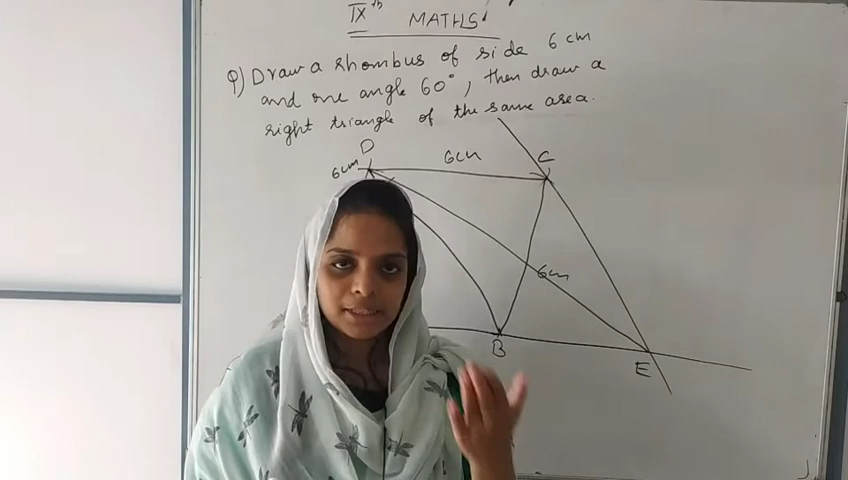 IXth MATHS
Q) Draw a rhombus of side 6 cm
and one angle 60°, then draw a
right triangle of the same area.
D
6cm
6cm
C
6cm
B
E